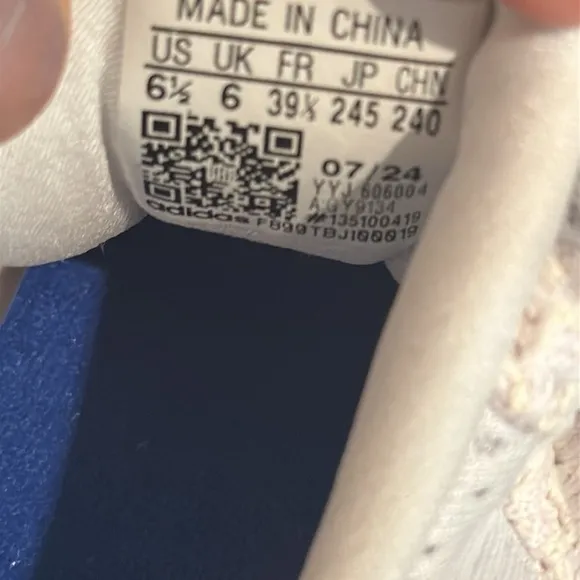 MADE IN CHINA
US UK FR JP CHN
6½ 6 39⅓ 245 240
07/24
YYJ 606004
AGY9134
#135100419
adidas F899TBJ100019